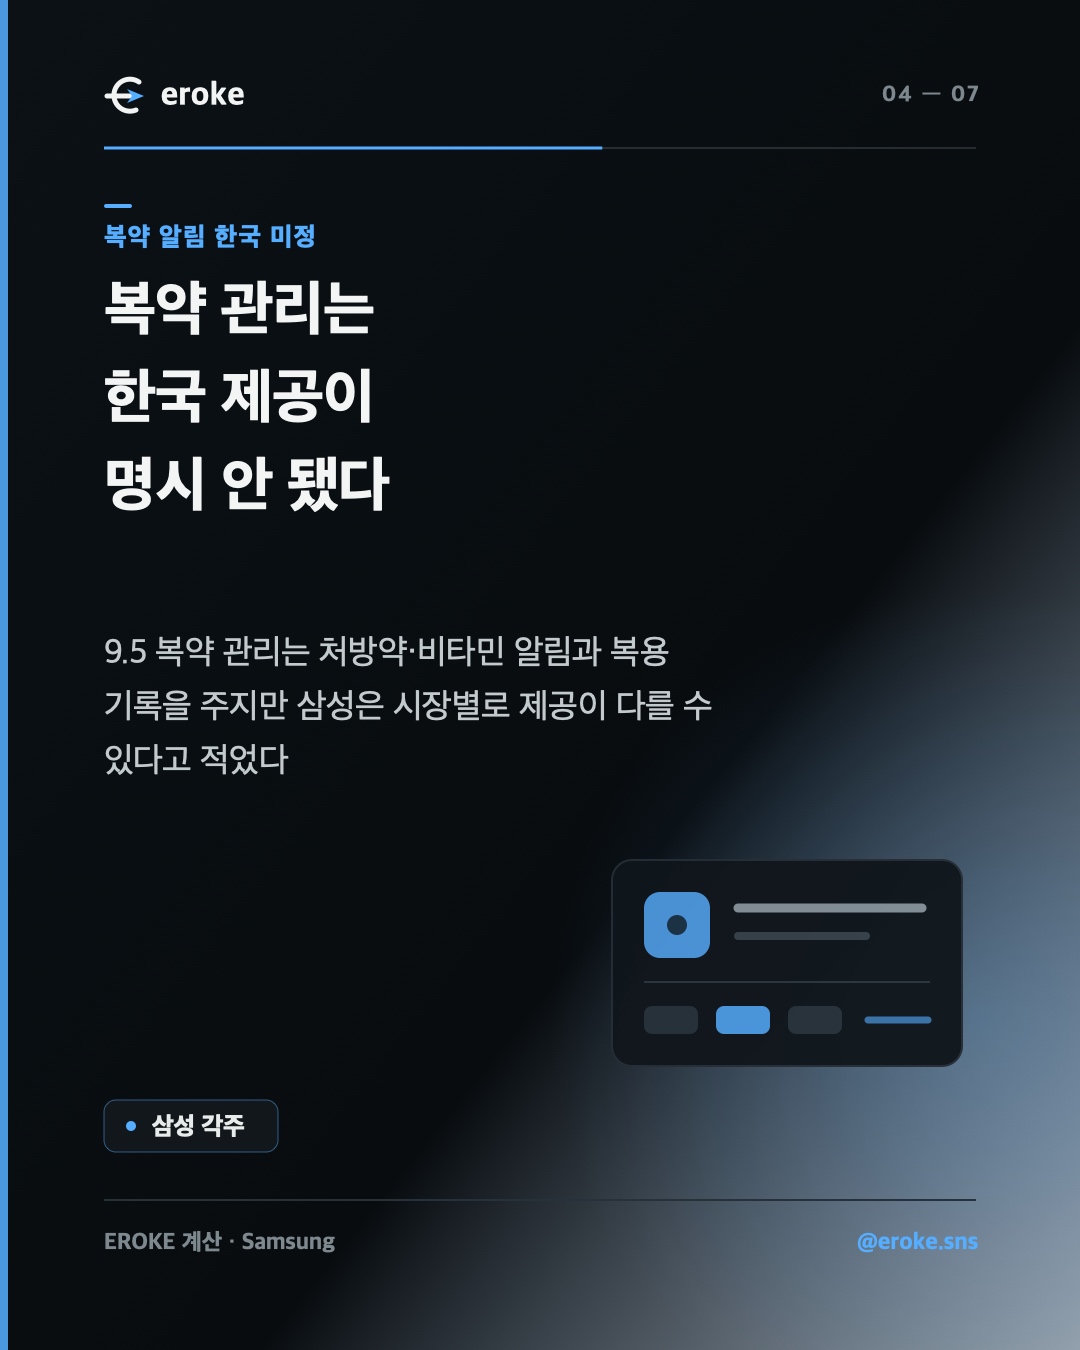 eroke
04 — 07
복약 알림 한국 미정
복약 관리는
한국 제공이
명시 안 됐다
9.5 복약 관리는 처방약·비타민 알림과 복용
기록을 주지만 삼성은 시장별로 제공이 다를 수
있다고 적었다
삼성 각주
EROKE 계산 · Samsung
@eroke.sns